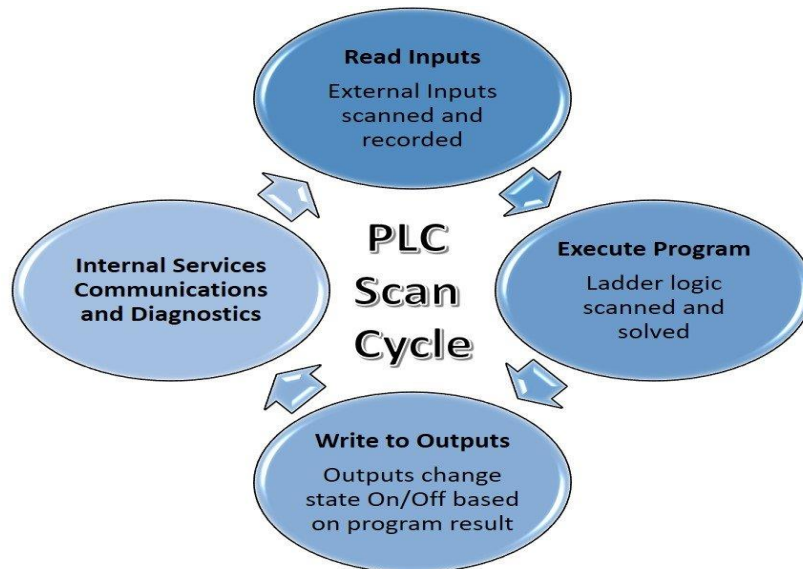 Read Inputs
External Inputs
scanned and
recorded
PLC
Scan
Cycle
Execute Program
Ladder logic
scanned and
solved
Write to Outputs
Outputs change
state On/Off based
on program result
Internal Services
Communications
and Diagnostics